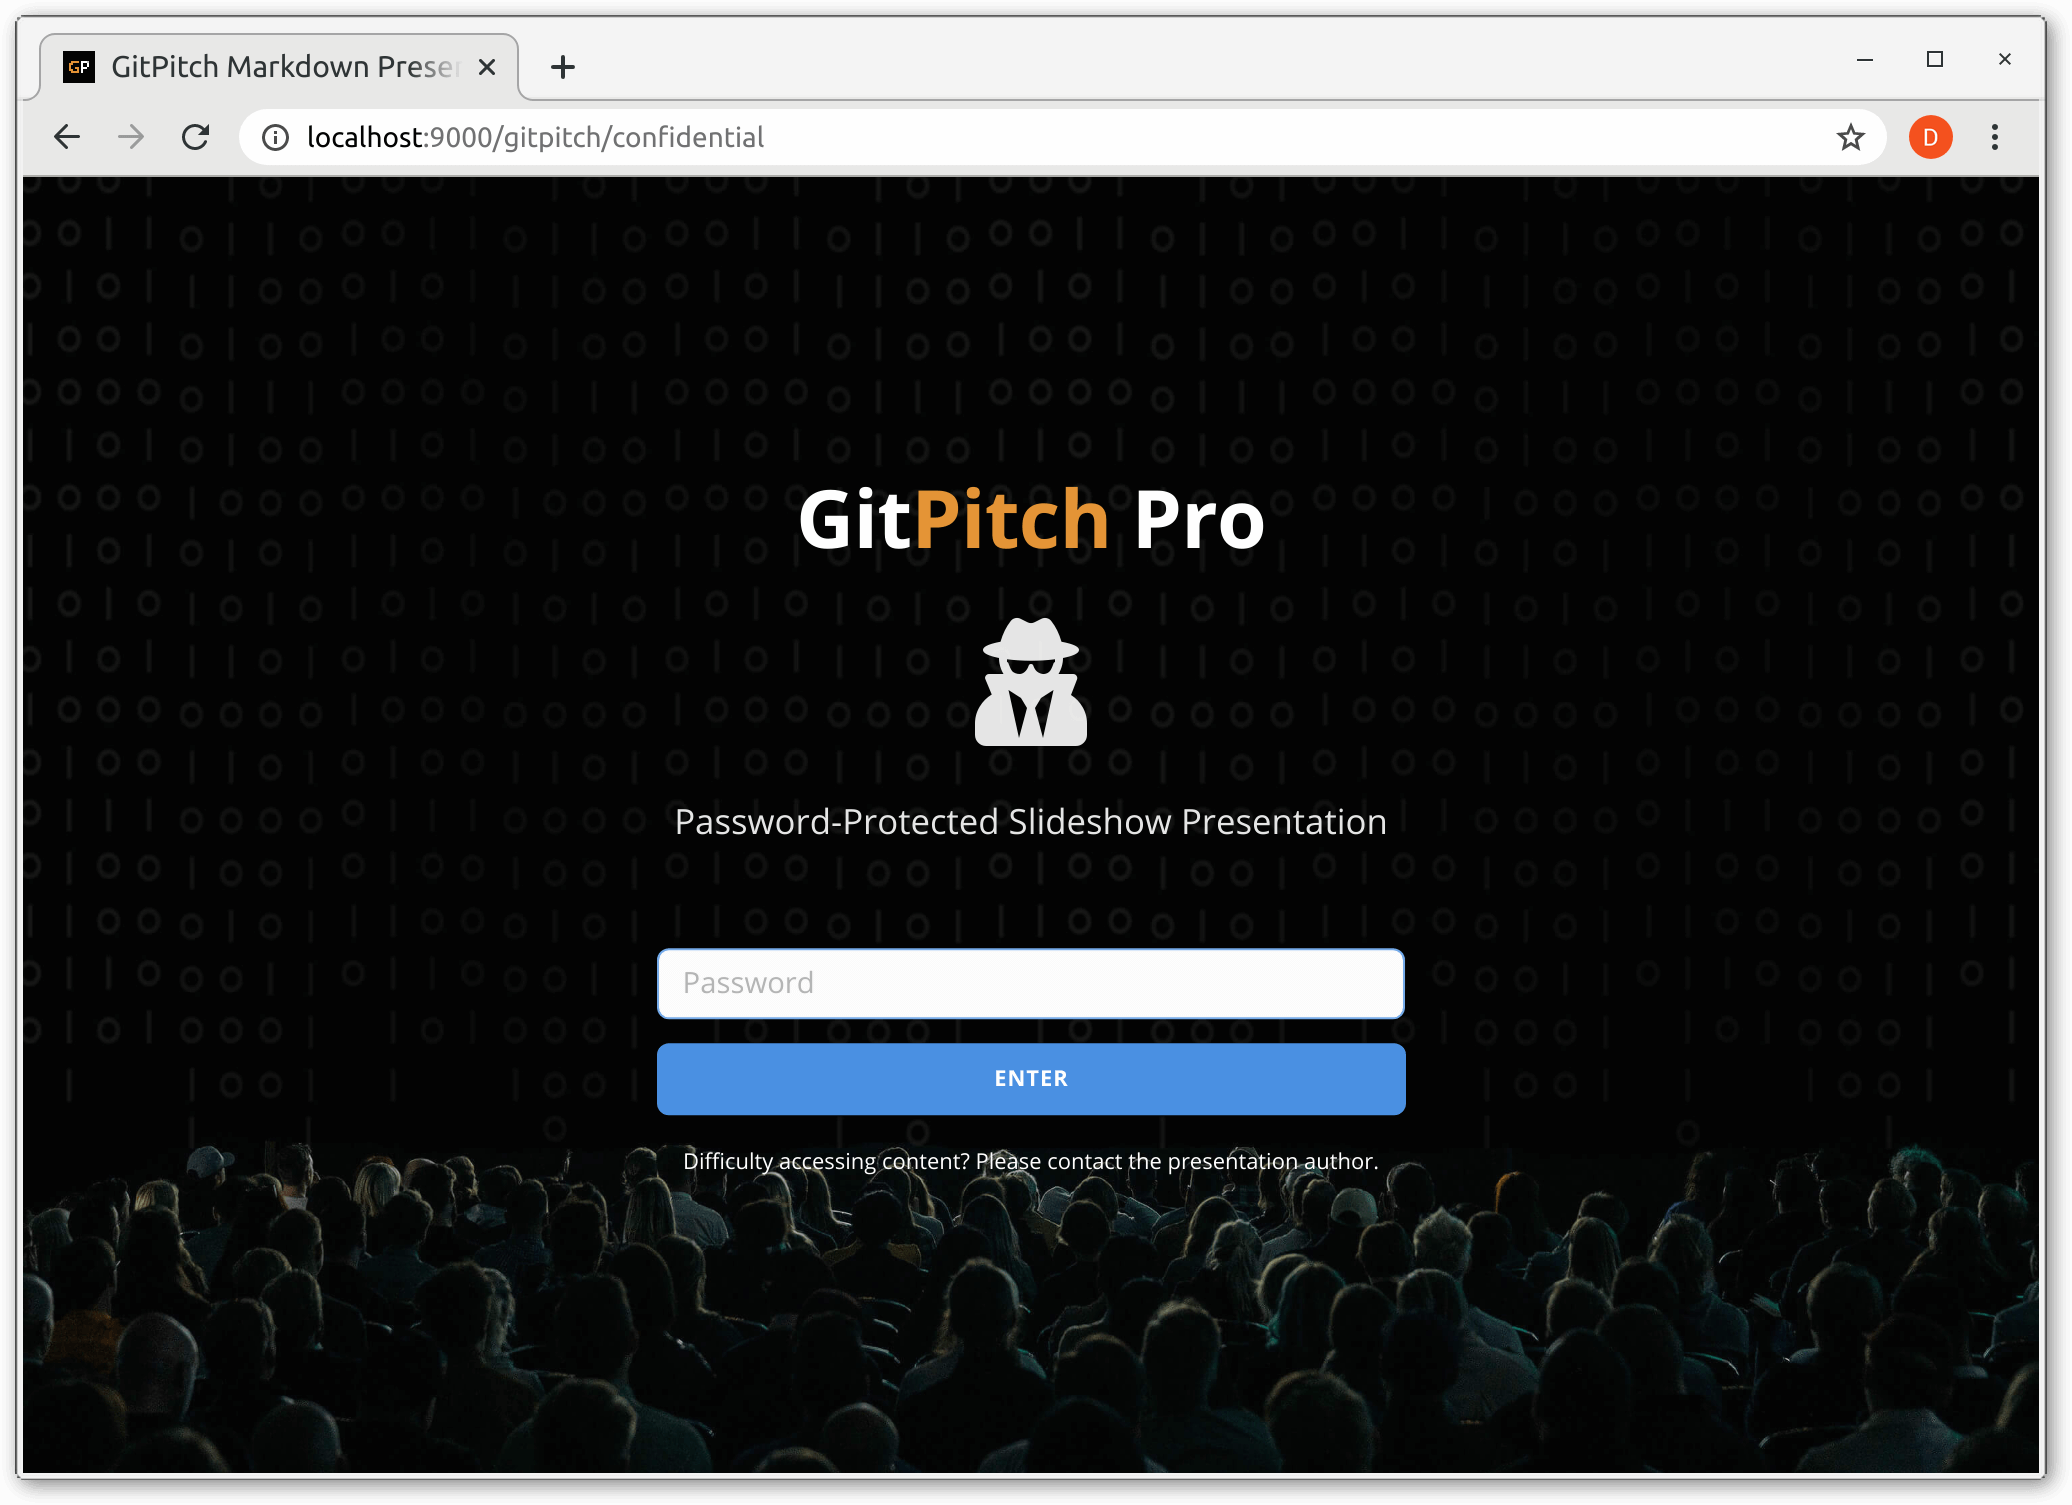 GP GitPitch Markdown Prese
localhost:9000/gitpitch/confidential
D
GitPitch Pro
Password-Protected Slideshow Presentation
Password
ENTER
Difficulty accessing content? Please contact the presentation author.